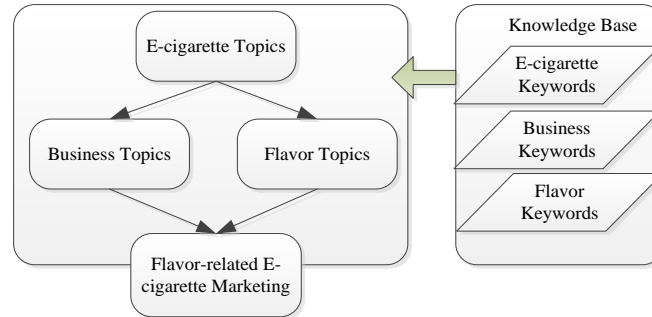 E-cigarette Topics
Business Topics
Flavor Topics
Flavor-related E-
cigarette Marketing
Knowledge Base
E-cigarette
Keywords
Business
Keywords
Flavor
Keywords